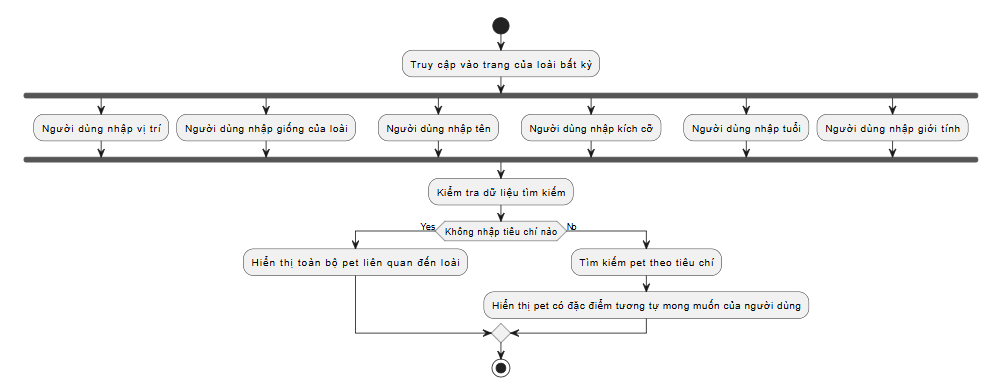 Truy cập vào trang của loài bất kỳ
Người dùng nhập vị trí
Người dùng nhập giống của loài
Người dùng nhập tên
Người dùng nhập kích cỡ
Người dùng nhập tuổi
Người dùng nhập giới tính
Kiểm tra dữ liệu tìm kiếm
Yes
Không nhập tiêu chí nào
No
Hiển thị toàn bộ pet liên quan đến loài
Tìm kiếm pet theo tiêu chí
Hiển thị pet có đặc điểm tương tự mong muốn của người dùng